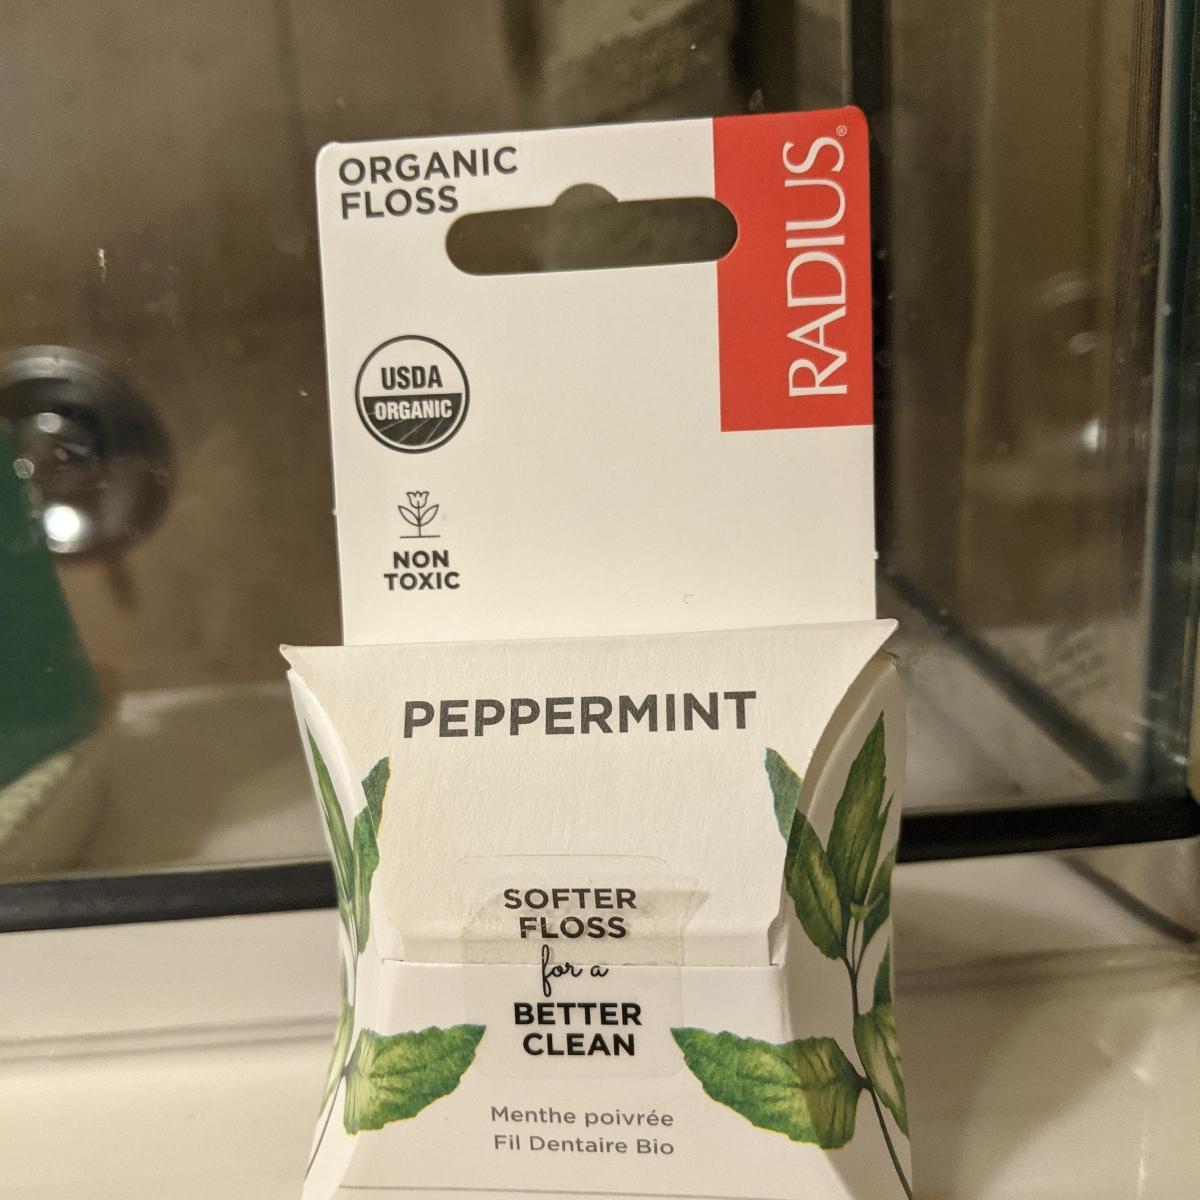 ORGANIC
FLOSS
RADIUS®
USDA
ORGANIC
NON
TOXIC
PEPPERMINT
SOFTER
FLOSS
for a
BETTER
CLEAN
Menthe poivrée
Fil Dentaire Bio